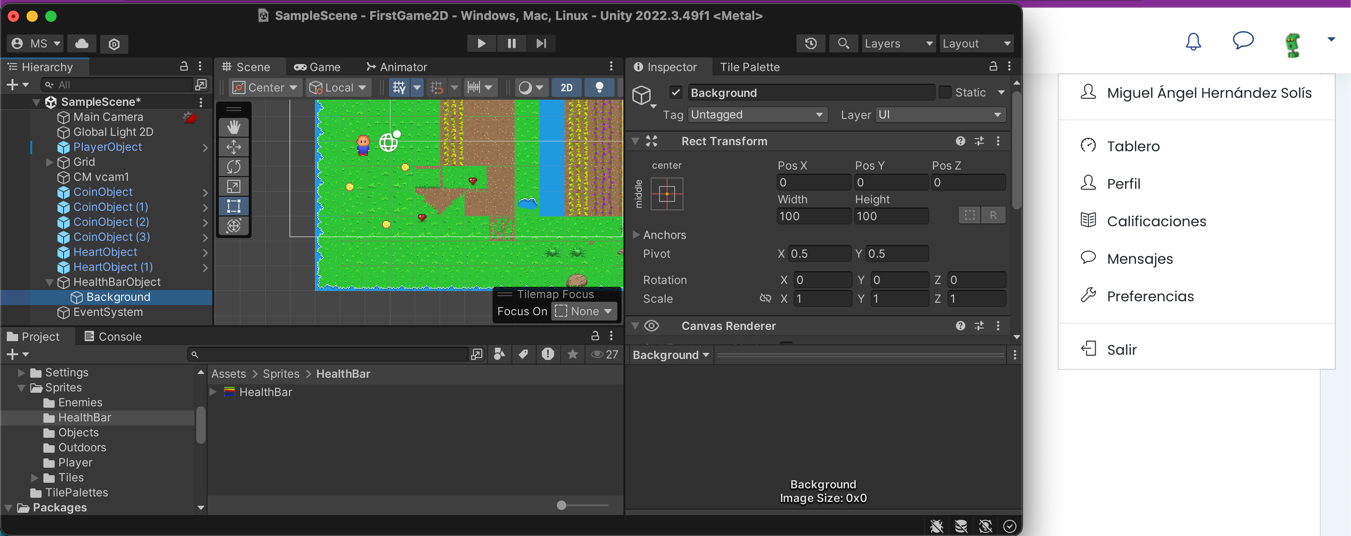 SampleScene - FirstGame2D - Windows, Mac, Linux - Unity 2022.3.49f1 <Metal>
MS
Layers
Layout
Hierarchy
All
SampleScene*
Main Camera
Global Light 2D
PlayerObject
Grid
CM vcam1
CoinObject
CoinObject (1)
CoinObject (2)
CoinObject (3)
HeartObject
HeartObject (1)
HealthBarObject
Background
EventSystem
Scene
Game
Animator
Center
Local
2D
Tilemap Focus
Focus On
None
Inspector
Tile Palette
Background
Static
Tag
Untagged
Layer
UI
Rect Transform
center
middle
Pos X
Pos Y
Pos Z
0
0
0
Width
Height
100
100
R
Anchors
Pivot
X 0.5
Y 0.5
Rotation
X 0
Y 0
Z 0
Scale
X 1
Y 1
Z 1
Canvas Renderer
Background
Background
Image Size: 0x0
Project
Console
27
Settings
Sprites
Enemies
HealthBar
Objects
Outdoors
Player
Tiles
TilePalettes
Packages
Assets > Sprites > HealthBar
HealthBar
Miguel Ángel Hernández Solís
Tablero
Perfil
Calificaciones
Mensajes
Preferencias
Salir